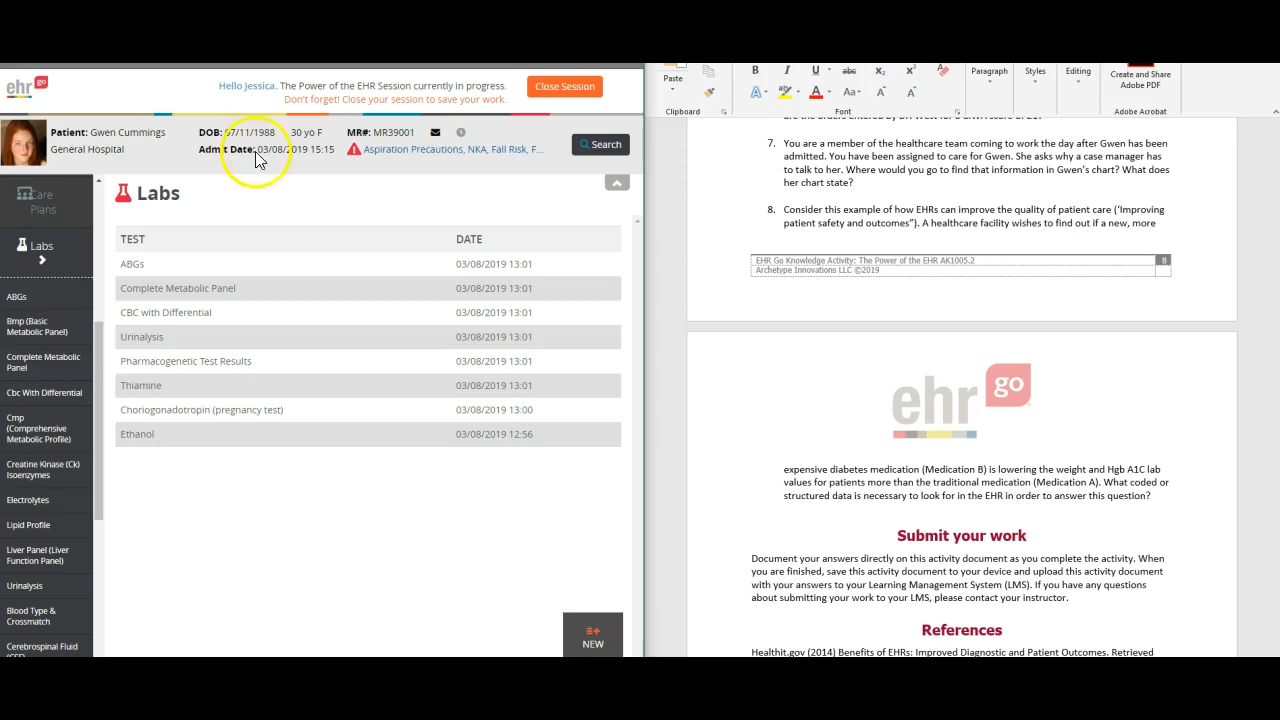 ehr go
Hello Jessica. The Power of the EHR Session currently in progress.
Don't forget! Close your session to save your work.
Close Session
Patient: Gwen Cummings
General Hospital
DOB: 07/11/1988 30 yo F
Admit Date: 03/08/2019 15:15
MR#: MR39001
Aspiration Precautions, NKA, Fall Risk, F...
Search
Care
Plans
Labs
ABGs
Bmp (Basic
Metabolic Panel)
Complete Metabolic
Panel
Cbc With Differential
Cmp
(Comprehensive
Metabolic Profile)
Creatine Kinase (Ck)
Isoenzymes
Electrolytes
Lipid Profile
Liver Panel (Liver
Function Panel)
Urinalysis
Blood Type &
Crossmatch
Cerebrospinal Fluid
Labs
TEST DATE
ABGs 03/08/2019 13:01
Complete Metabolic Panel 03/08/2019 13:01
CBC with Differential 03/08/2019 13:01
Urinalysis 03/08/2019 13:01
Pharmacogenetic Test Results 03/08/2019 13:01
Thiamine 03/08/2019 13:01
Choriogonadotropin (pregnancy test) 03/08/2019 13:00
Ethanol 03/08/2019 12:56
NEW
Paste
Clipboard
B I U abc x₂ x²
A A Aa A A
Font
Paragraph
Styles
Editing
Create and Share
Adobe PDF
Adobe Acrobat
7. You are a member of the healthcare team coming to work the day after Gwen has been
admitted. You have been assigned to care for Gwen. She asks why a case manager has
to talk to her. Where would you go to find that information in Gwen's chart? What does
her chart state?
8. Consider this example of how EHRs can improve the quality of patient care ('Improving
patient safety and outcomes"). A healthcare facility wishes to find out if a new, more
EHR Go Knowledge Activity: The Power of the EHR AK1005.2 8
Archetype Innovations LLC ©2019
ehr go
expensive diabetes medication (Medication B) is lowering the weight and Hgb A1C lab
values for patients more than the traditional medication (Medication A). What coded or
structured data is necessary to look for in the EHR in order to answer this question?
Submit your work
Document your answers directly on this activity document as you complete the activity. When
you are finished, save this activity document to your device and upload this activity document
with your answers to your Learning Management System (LMS). If you have any questions
about submitting your work to your LMS, please contact your instructor.
References
Healthit.gov (2014) Benefits of EHRs: Improved Diagnostic and Patient Outcomes. Retrieved